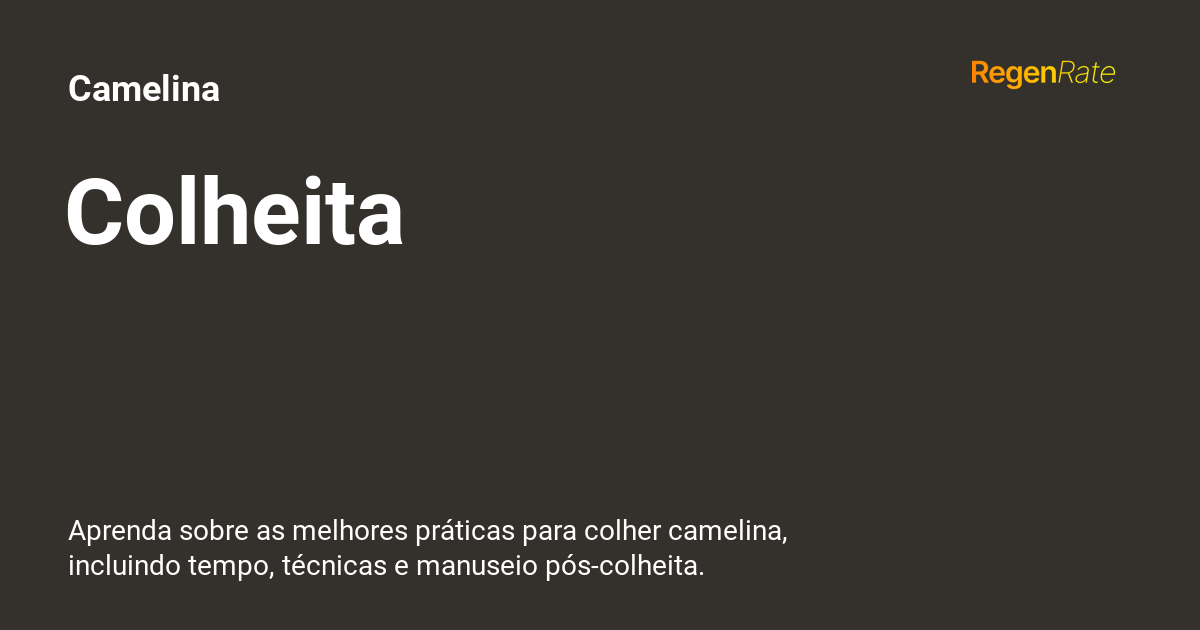 Camelina
RegenRate
Colheita
Aprenda sobre as melhores práticas para colher camelina,
incluindo tempo, técnicas e manuseio pós-colheita.